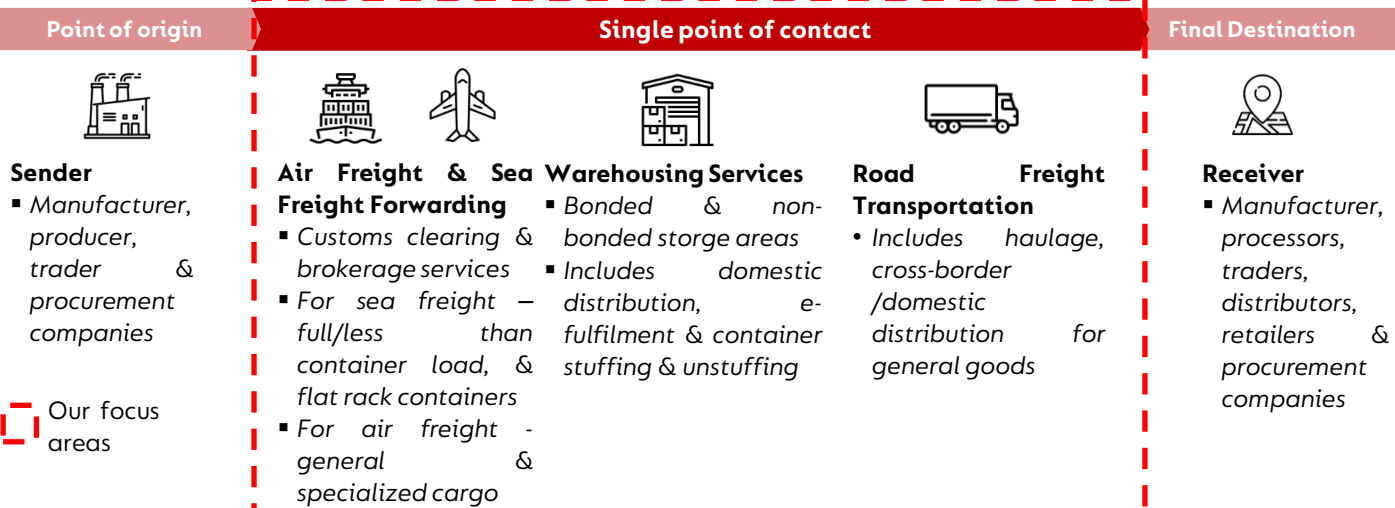 Point of origin
Single point of contact
Final Destination
Sender
▪ Manufacturer,
producer,
trader &
procurement
companies
Our focus
areas
Air Freight & Sea
Freight Forwarding
▪ Customs clearing &
brokerage services
▪ For sea freight –
full/less than
container load, &
flat rack containers
▪ For air freight -
general &
specialized cargo
Warehousing Services
▪ Bonded & non-
bonded storge areas
▪ Includes domestic
distribution, e-
fulfilment & container
stuffing & unstuffing
Road Freight
Transportation
• Includes haulage,
cross-border
/domestic
distribution for
general goods
Receiver
▪ Manufacturer,
processors,
traders,
distributors,
retailers &
procurement
companies